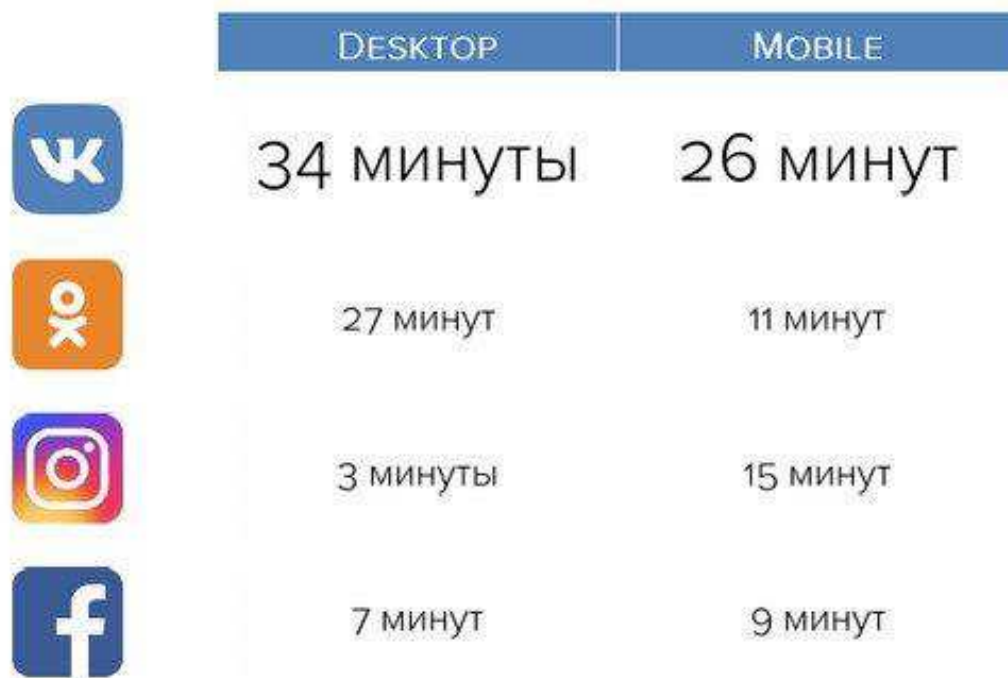 DESKTOP MOBILE
34 минуты 26 минут
27 минут 11 минут
3 минуты 15 минут
7 минут 9 минут